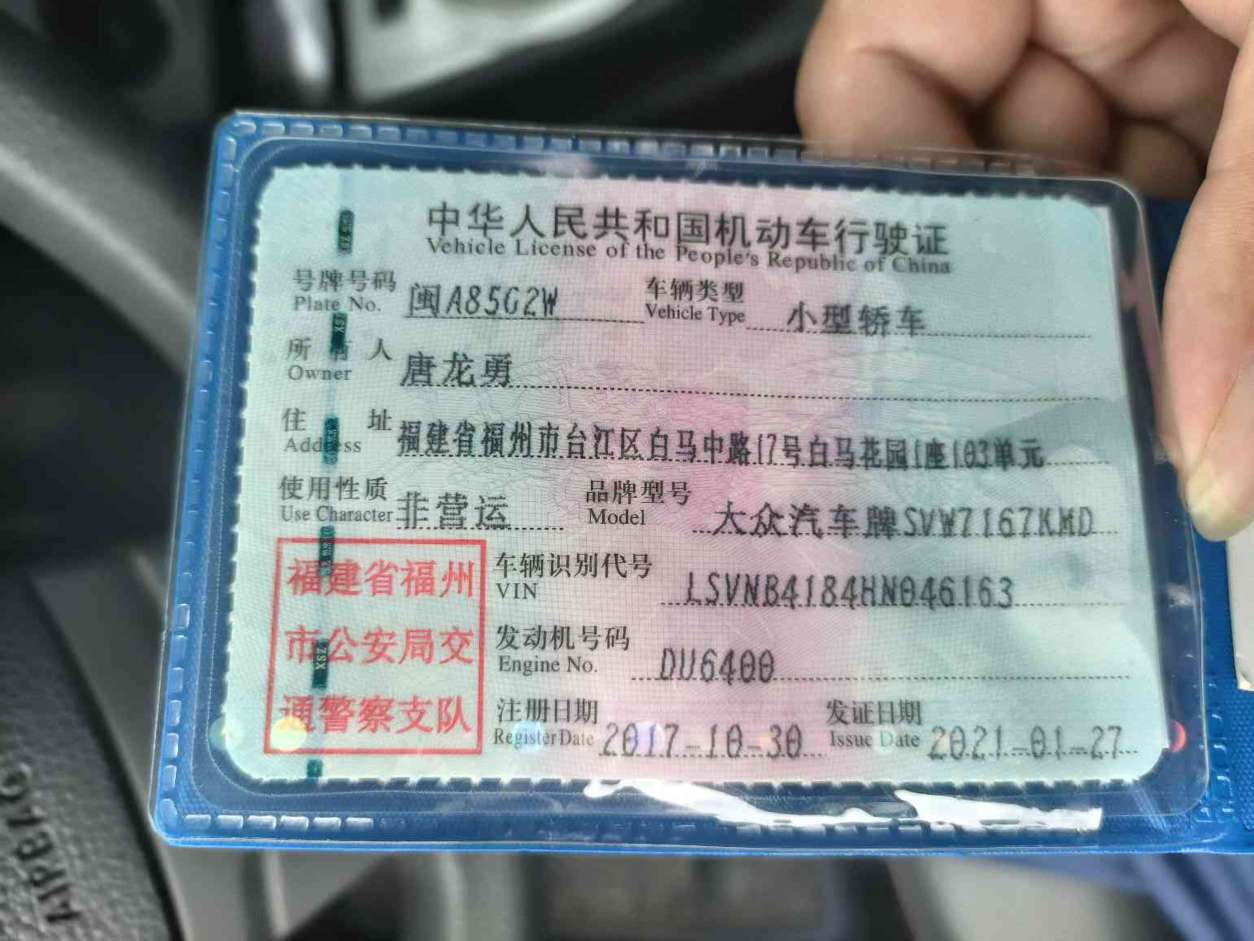 中华人民共和国机动车行驶证
Vehicle License of the People's Republic of China
号牌号码 闽A85G2W 车辆类型 小型轿车
Plate No. Vehicle Type
所有人 唐龙勇
Owner
住址 福建省福州市台江区白马中路17号白马花园1座103单元
Address
使用性质 非营运 品牌型号 大众汽车牌SVW7167KMD
Use Character Model
福建省福州
市公安局交
通警察支队
车辆识别代号 LSVNB4184HN046163
VIN
发动机号码 DU6400
Engine No.
注册日期 2017-10-30 发证日期 2021-01-27
Register Date Issue Date
AIRBAG